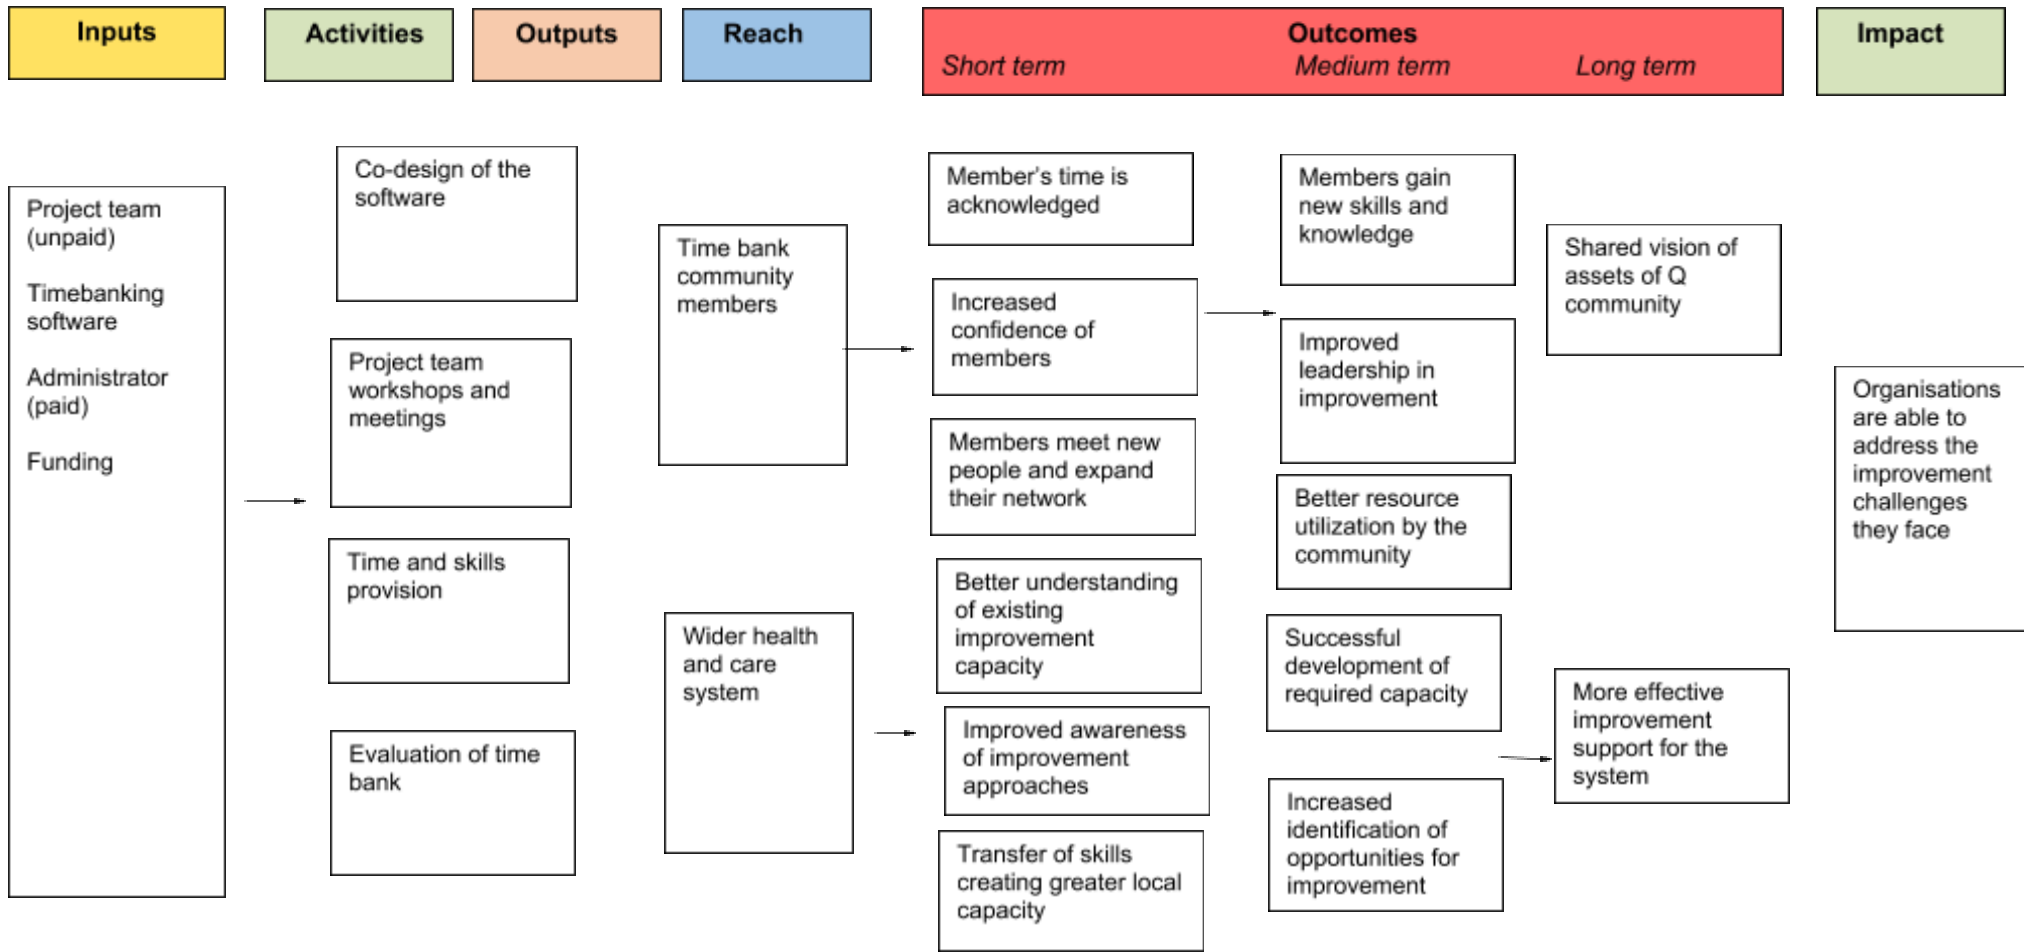 Inputs
Activities
Outputs
Reach
Outcomes
Short term
Medium term
Long term
Impact
Project team
(unpaid)
Timebanking
software
Administrator
(paid)
Funding
Co-design of the
software
Project team
workshops and
meetings
Time and skills
provision
Evaluation of time
bank
Time bank
community
members
Wider health
and care
system
Member's time is
acknowledged
Increased
confidence of
members
Members meet new
people and expand
their network
Better understanding
of existing
improvement
capacity
Improved awareness
of improvement
approaches
Transfer of skills
creating greater local
capacity
Members gain
new skills and
knowledge
Improved
leadership in
improvement
Better resource
utilization by the
community
Successful
development of
required capacity
Increased
identification of
opportunities for
improvement
Shared vision of
assets of Q
community
More effective
improvement
support for the
system
Organisations
are able to
address the
improvement
challenges
they face